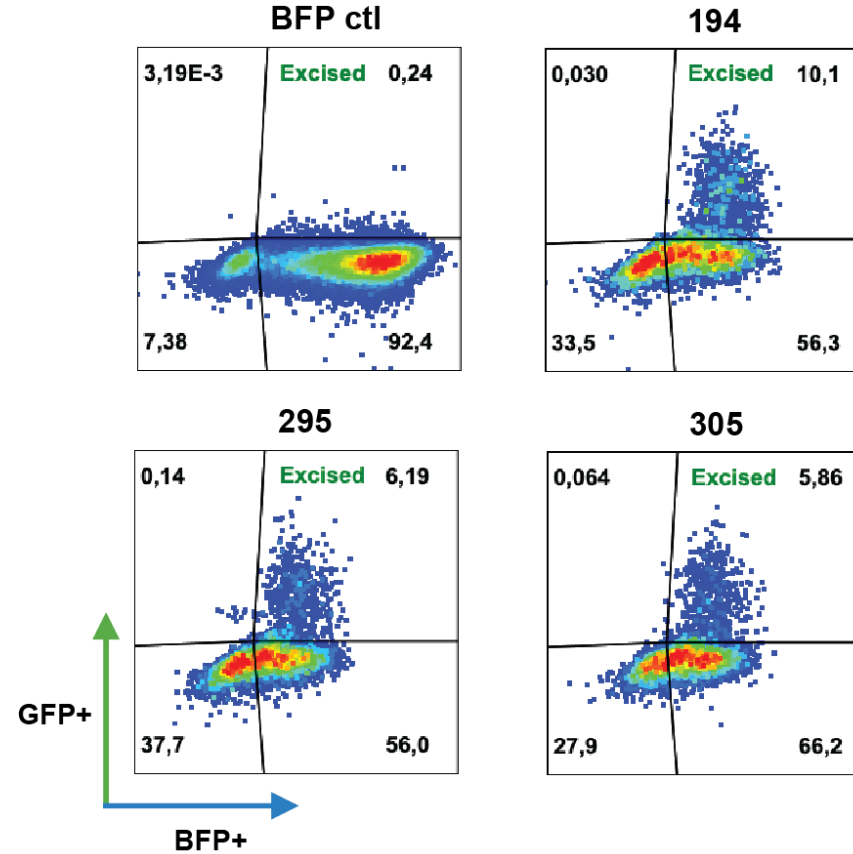 BFP ctl
3,19E-3 Excised 0,24
7,38 92,4
194
0,030 Excised 10,1
33,5 56,3
295
0,14 Excised 6,19
37,7 56,0
305
0,064 Excised 5,86
27,9 66,2
GFP+
BFP+